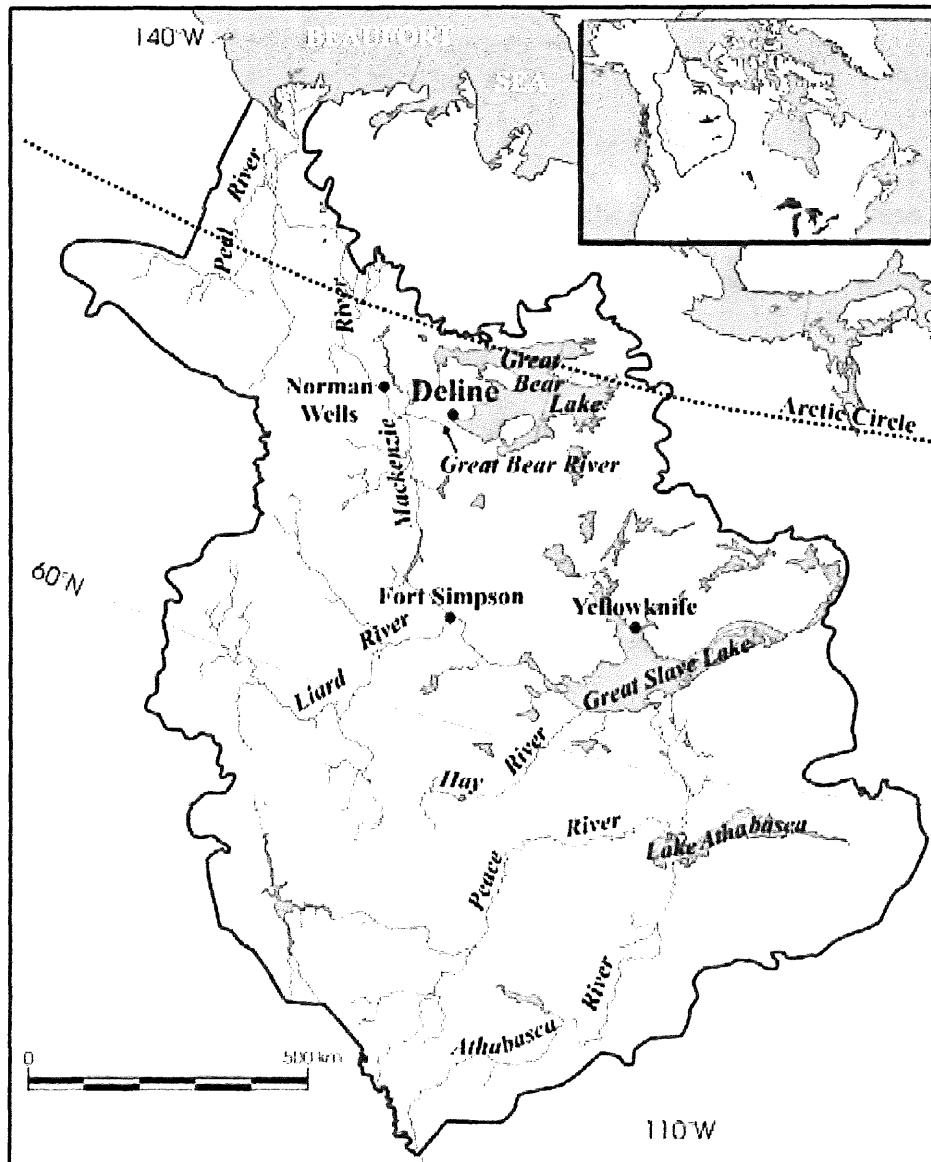 140°W
BEAUFORT
SEA
Peal River
River
Norman
Wells
Deline
Great
Bear
Lake
Arctic Circle
Great Bear River
Mackenzie
60°N
Fort Simpson
Yellowknife
Liard River
Great Slave Lake
Hay River
Peace River
Lake Athabasca
Athabasca River
0
500 km
110°W